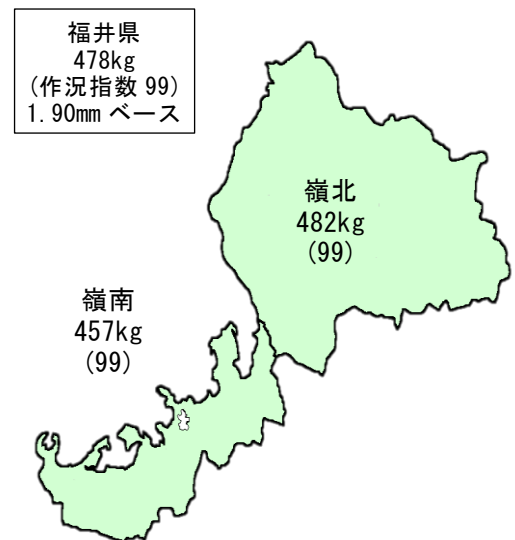 福井県
478kg
(作況指数 99)
1.90mm ベース
嶺北
482kg
(99)
嶺南
457kg
(99)